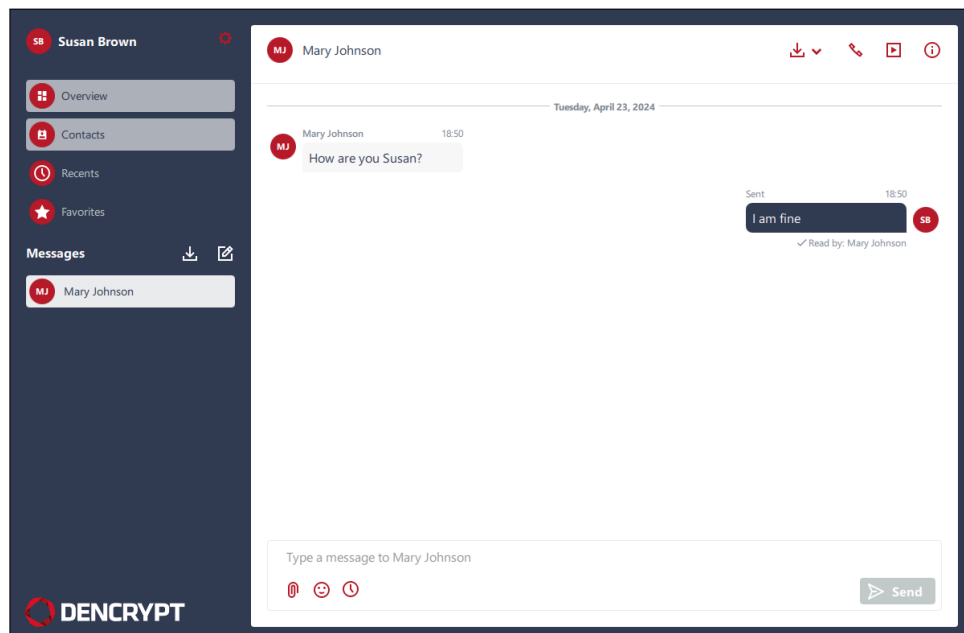 SB Susan Brown
Overview
Contacts
Recents
Favorites
Messages
MJ Mary Johnson
DENCRYPT
MJ Mary Johnson
Tuesday, April 23, 2024
Mary Johnson 18:50
MJ How are you Susan?
Sent 18:50
I am fine SB
Read by: Mary Johnson
Type a message to Mary Johnson
Send